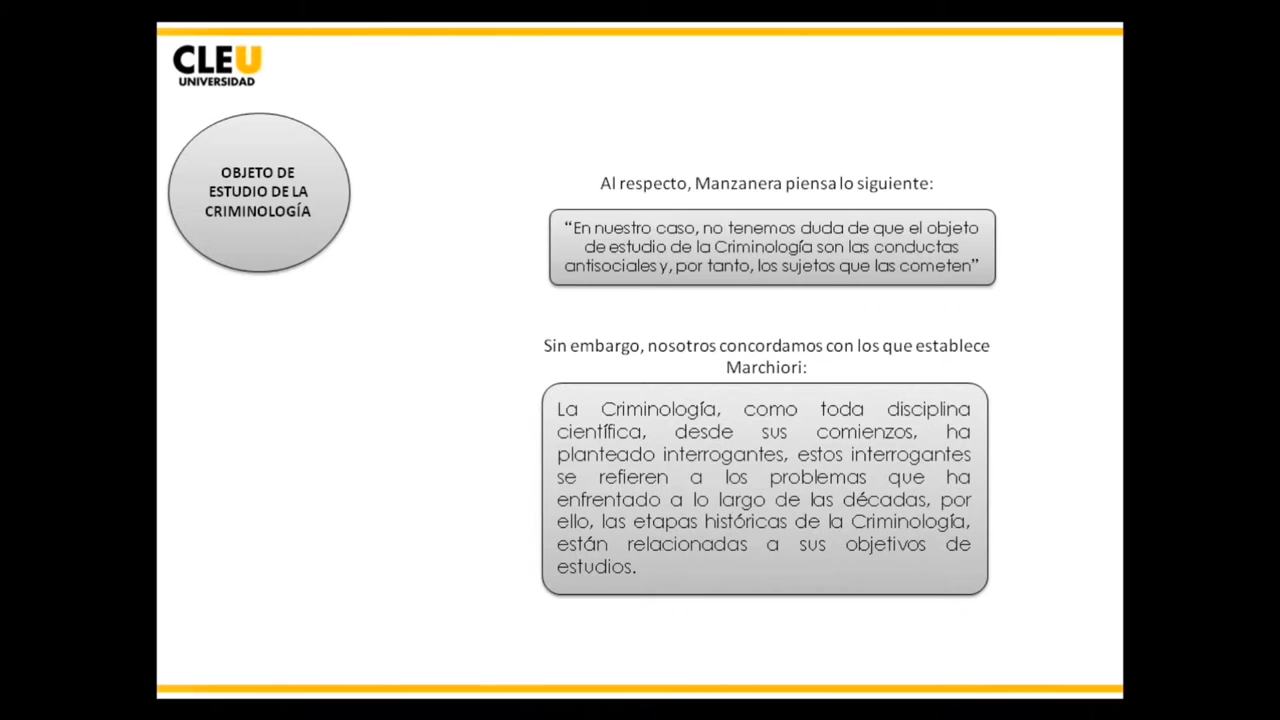 CLEU
UNIVERSIDAD
OBJETO DE
ESTUDIO DE LA
CRIMINOLOGÍA
Al respecto, Manzanera piensa lo siguiente:
“En nuestro caso, no tenemos duda de que el objeto
de estudio de la Criminología son las conductas
antisociales y, por tanto, los sujetos que las cometen”
Sin embargo, nosotros concordamos con los que establece
Marchiori:
La Criminología, como toda disciplina
científica, desde sus comienzos, ha
planteado interrogantes, estos interrogantes
se refieren a los problemas que ha
enfrentado a lo largo de las décadas, por
ello, las etapas históricas de la Criminología,
están relacionadas a sus objetivos de
estudios.